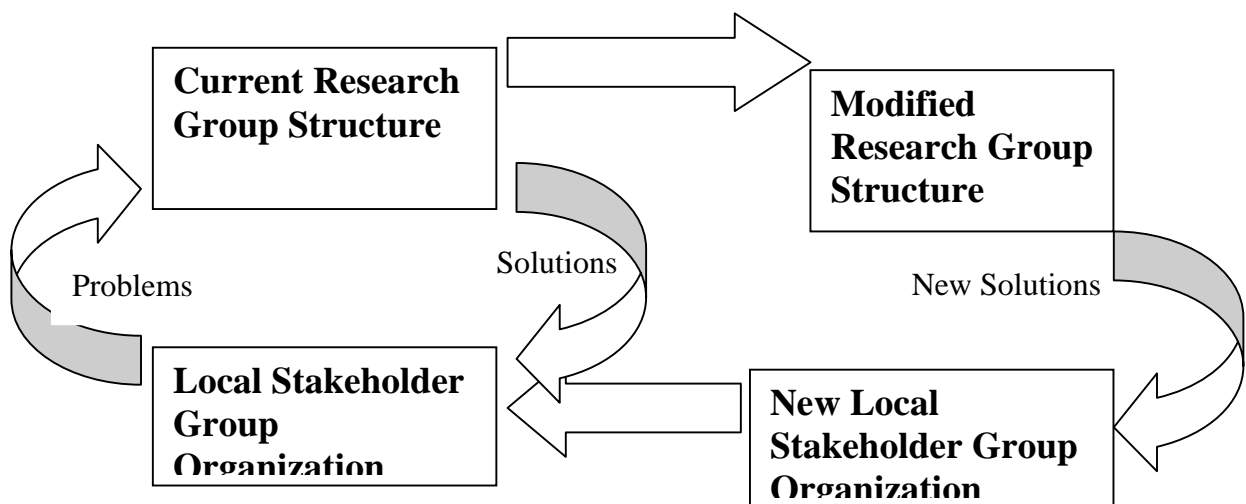 Current Research
Group Structure
Modified
Research Group
Structure
Solutions
Problems
New Solutions
Local Stakeholder
Group
Organization
New Local
Stakeholder Group
Organization